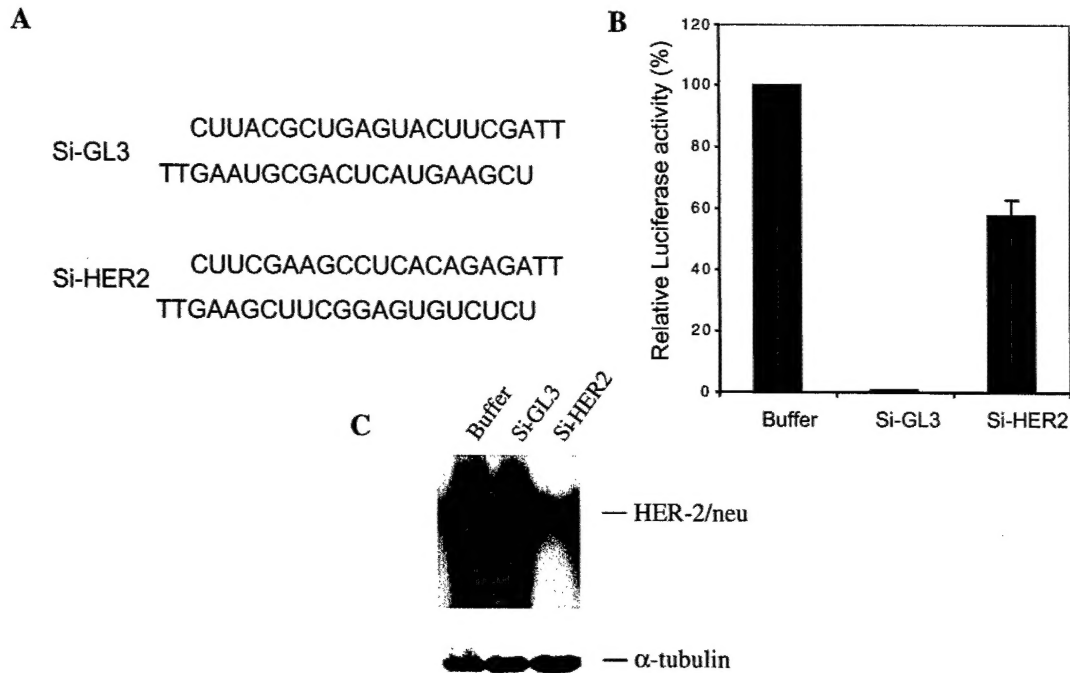 A
Si-GL3
CUUACGCUGAGUACUUCGATT
TTGAAUGCGACUCAUGAAGCU
Si-HER2
CUUCGAAGCCUCACAGAGATT
TTGAAGCUUCGGAGUGUCUCU
B
Relative Luciferase activity (%)
120
100
80
60
40
20
0
Buffer
Si-GL3
Si-HER2
C
Buffer
Si-GL3
Si-HER2
HER-2/neu
α-tubulin